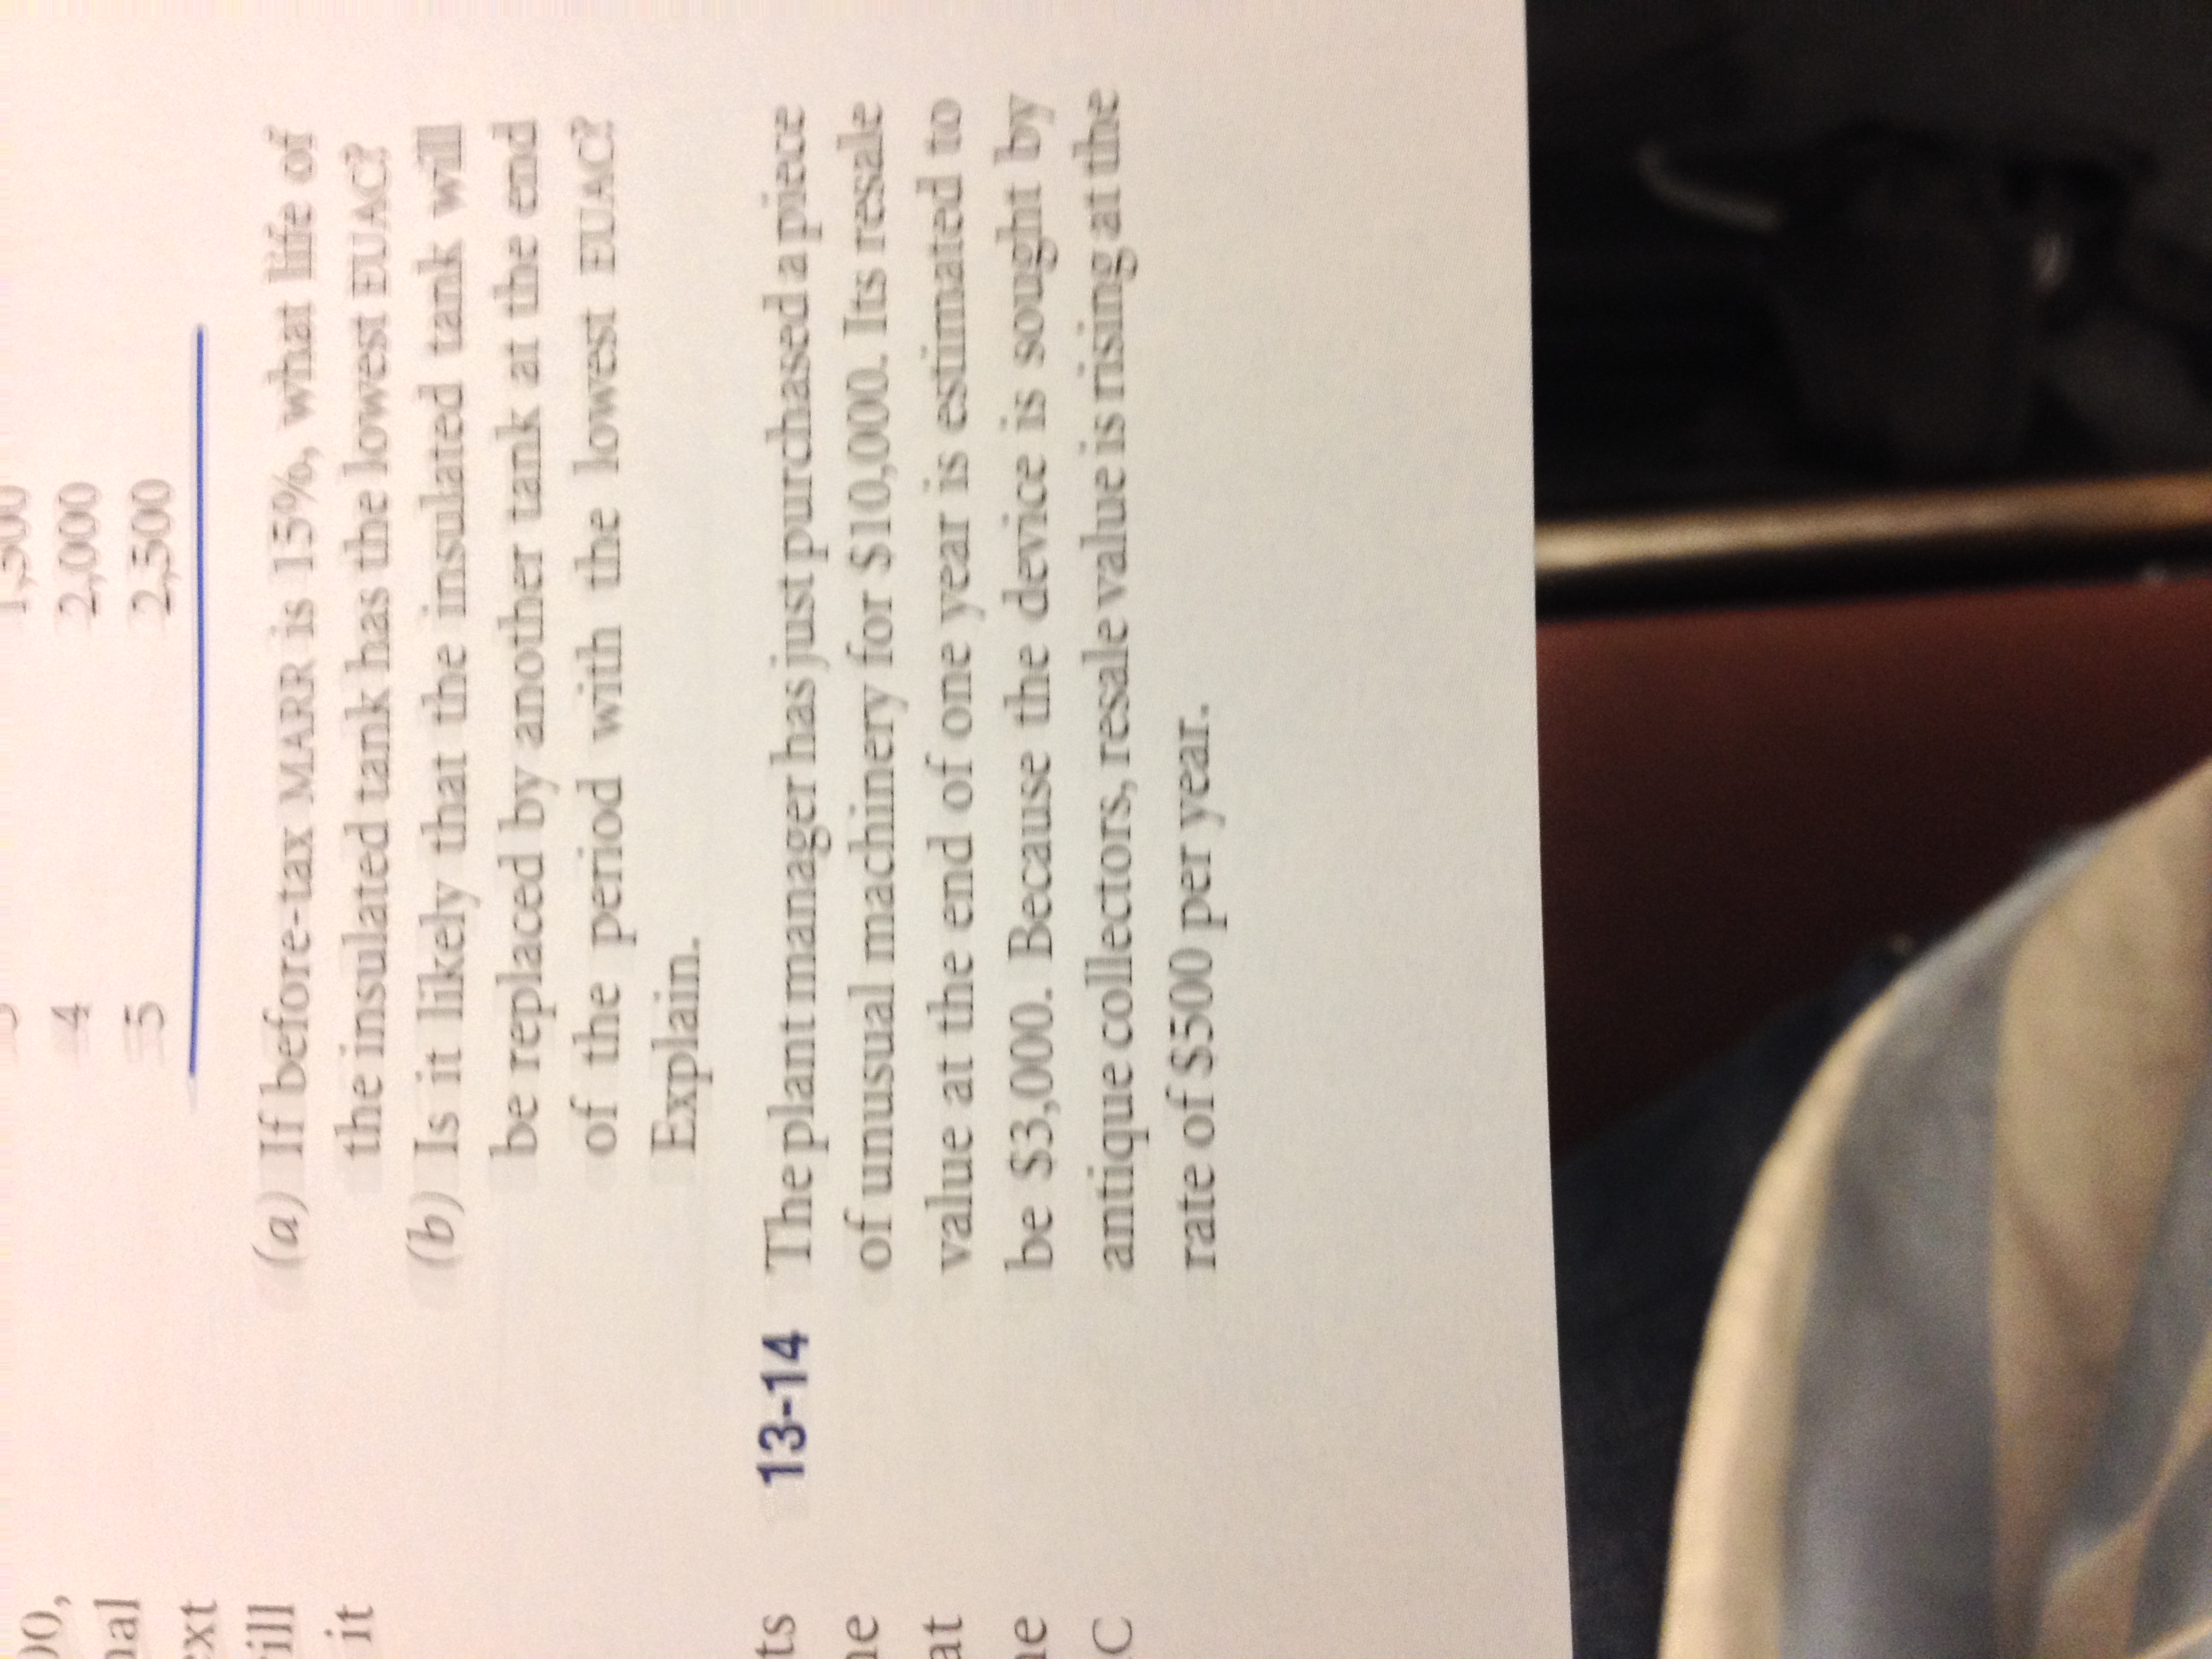 00,
nal
ext
ill
it
ts
ne
at
ne
C
1,500
4 2,000
5 2,500
(a) If before-tax MARR is 15%, what life of
the insulated tank has the lowest EUAC?
(b) Is it likely that the insulated tank will
be replaced by another tank at the end
of the period with the lowest EUAC?
Explain.
13-14 The plant manager has just purchased a piece
of unusual machinery for $10,000. Its resale
value at the end of one year is estimated to
be $3,000. Because the device is sought by
antique collectors, resale value is rising at the
rate of $500 per year.